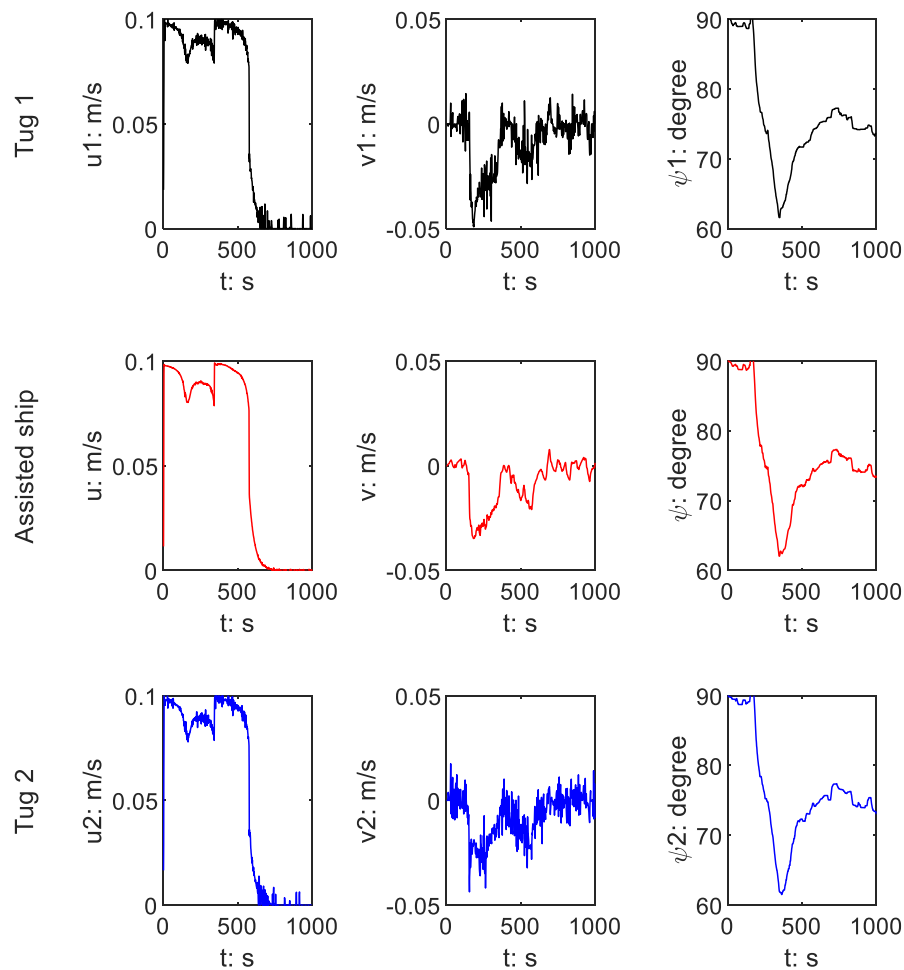 Tug 1
u1: m/s
0.1
0.05
0
0 500 1000
t: s
v1: m/s
0.05
0
-0.05
0 500 1000
t: s
ψ1: degree
90
80
70
60
0 500 1000
t: s
Assisted ship
u: m/s
0.1
0.05
0
0 500 1000
t: s
v: m/s
0.05
0
-0.05
0 500 1000
t: s
ψ: degree
90
80
70
60
0 500 1000
t: s
Tug 2
u2: m/s
0.1
0.05
0
0 500 1000
t: s
v2: m/s
0.05
0
-0.05
0 500 1000
t: s
ψ2: degree
90
80
70
60
0 500 1000
t: s